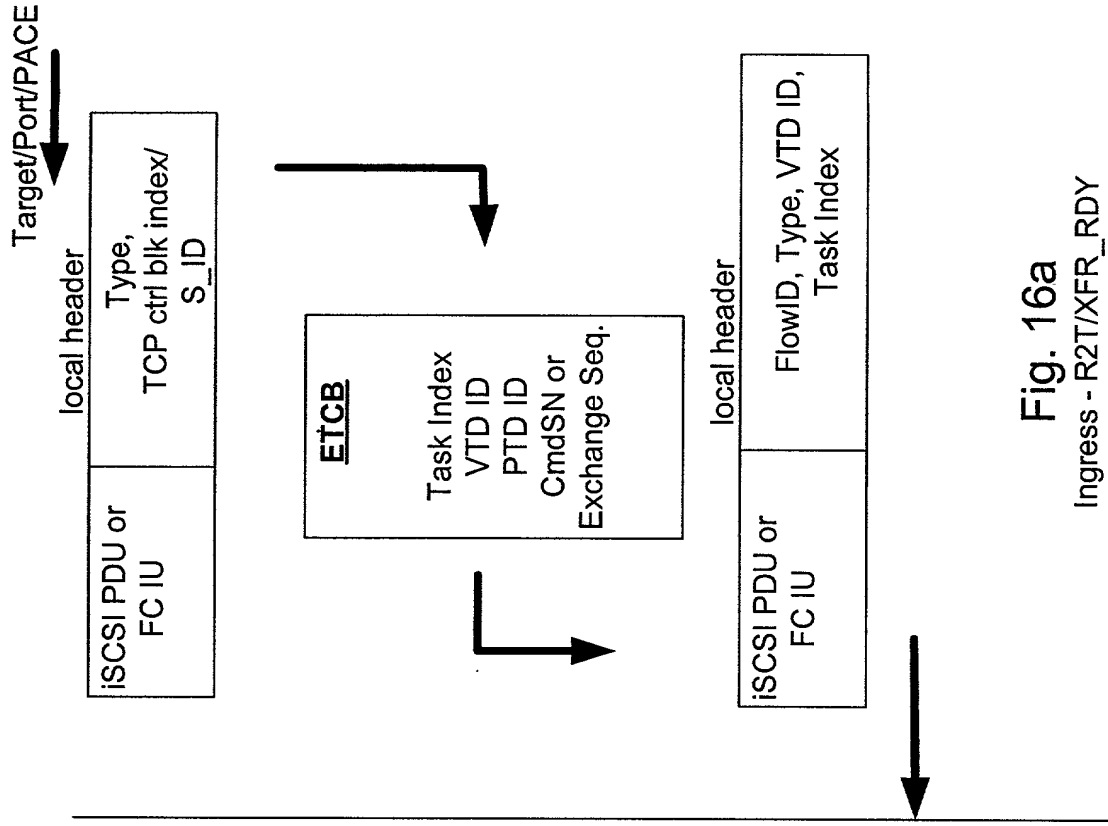 Target/Port/PACE
local header
iSCSI PDU or
FC IU
Type,
TCP ctrl blk index/
S_ID
ETCB
Task Index
VTD ID
PTD ID
CmdSN or
Exchange Seq.
local header
iSCSI PDU or
FC IU
FlowID, Type, VTD ID,
Task Index
Fig. 16a
Ingress - R2T/XFR_RDY